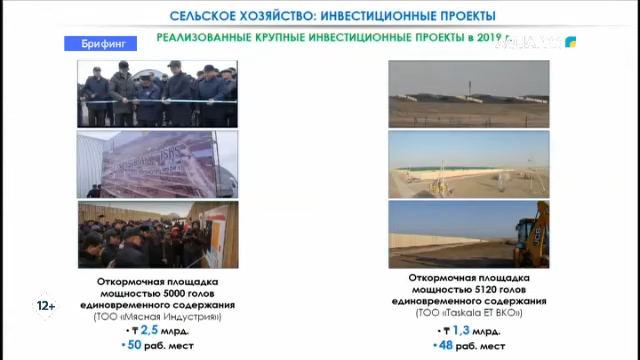 СЕЛЬСКОЕ ХОЗЯЙСТВО: ИНВЕСТИЦИОННЫЕ ПРОЕКТЫ
Брифинг
РЕАЛИЗОВАННЫЕ КРУПНЫЕ ИНВЕСТИЦИОННЫЕ ПРОЕКТЫ в 2019 г.
Откормочная площадка
мощностью 5000 голов
единовременного содержания
(ТОО «Мясная Индустрия»)
• ₸ 2,5 млрд.
• 50 раб. мест
Откормочная площадка
мощностью 5120 голов
единовременного содержания
(ТОО «Taskala ET ВКО»)
• ₸ 1,3 млрд.
• 48 раб. мест
12+